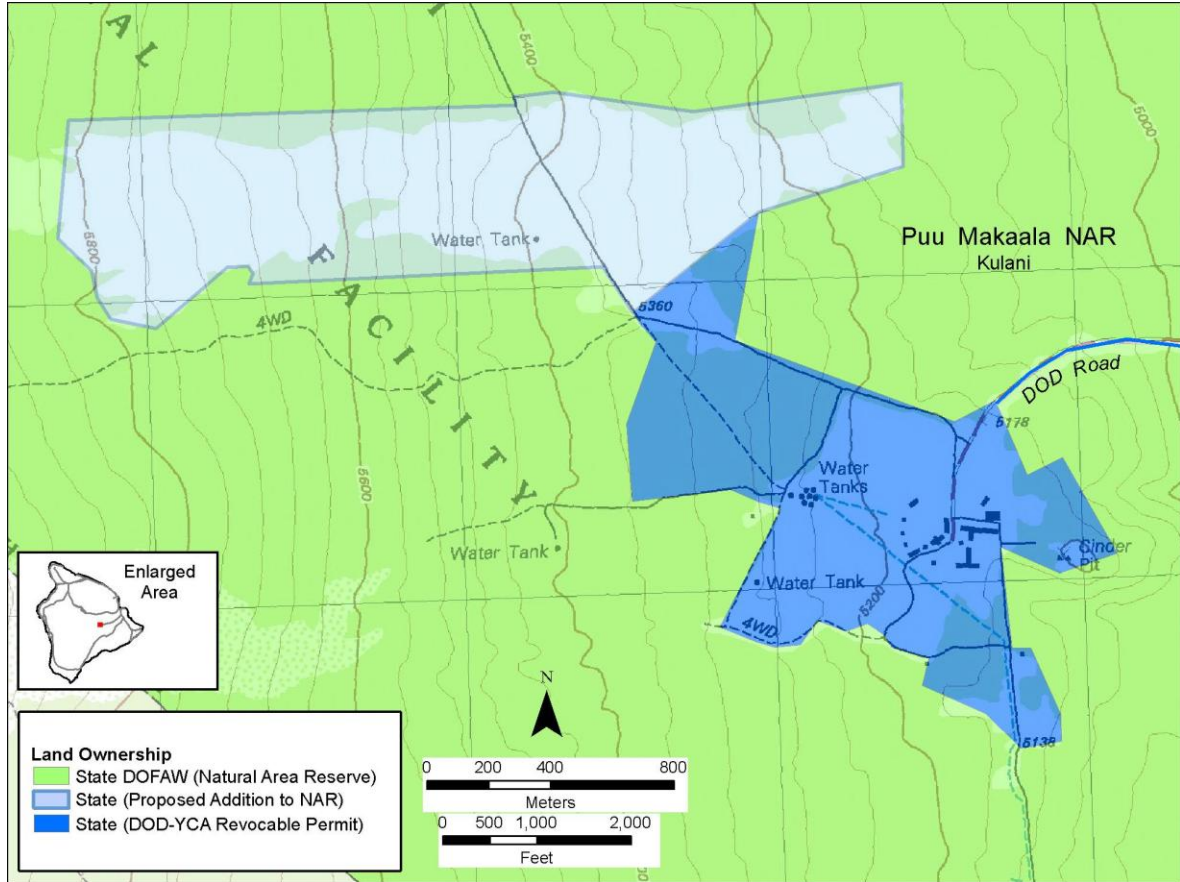 A L
I
5400
5000
5800
Water Tank
F A C I L I T Y
Puu Makaala NAR
Kulani
5360
4WD
DOD Road
5178
5600
Water
Tanks
Water Tank
Cinder
Pit
Water Tank
5200
4WD
5138
Enlarged
Area
N
Land Ownership
State DOFAW (Natural Area Reserve)
State (Proposed Addition to NAR)
State (DOD-YCA Revocable Permit)
0 200 400 800
Meters
0 500 1,000 2,000
Feet